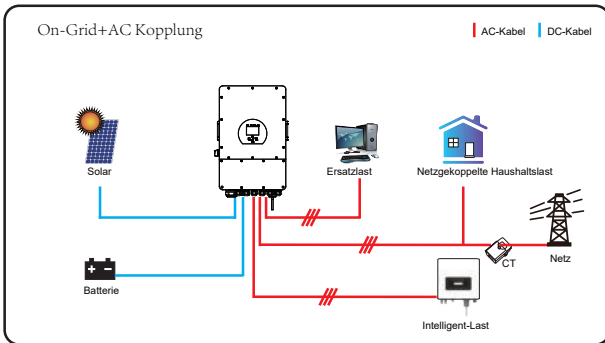 On-Grid+AC Kopplung
AC-Kabel
DC-Kabel
Solar
Ersatzlast
Netzgekoppelte Haushaltslast
CT
Netz
Batterie
Intelligent-Last